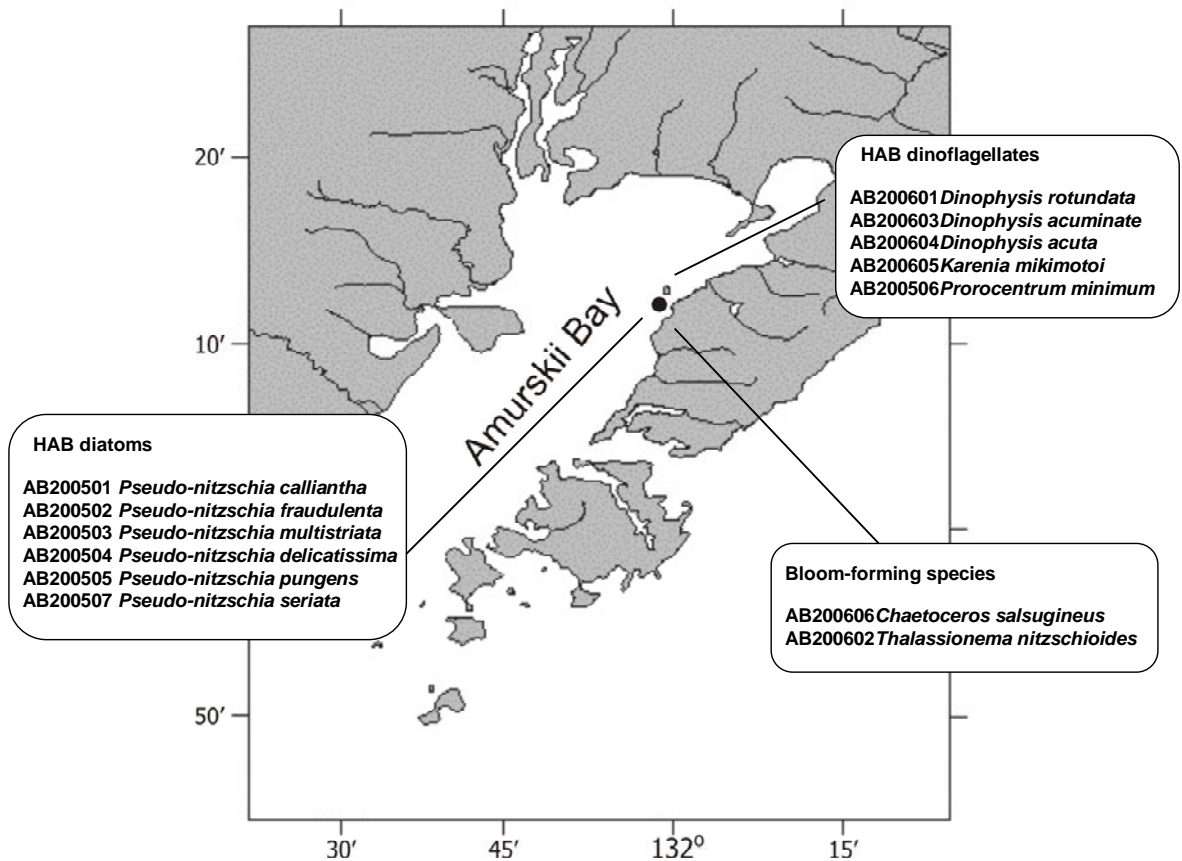 20′
HAB dinoflagellates
AB200601 Dinophysis rotundata
AB200603 Dinophysis acuminate
AB200604 Dinophysis acuta
AB200605 Karenia mikimotoi
AB200506 Prorocentrum minimum
10′
Amurskii Bay
HAB diatoms
AB200501 Pseudo-nitzschia calliantha
AB200502 Pseudo-nitzschia fraudulenta
AB200503 Pseudo-nitzschia multistriata
AB200504 Pseudo-nitzschia delicatissima
AB200505 Pseudo-nitzschia pungens
AB200507 Pseudo-nitzschia seriata
Bloom-forming species
AB200606 Chaetoceros salsugineus
AB200602 Thalassionema nitzschioides
50′
30′ 45′ 132° 15′